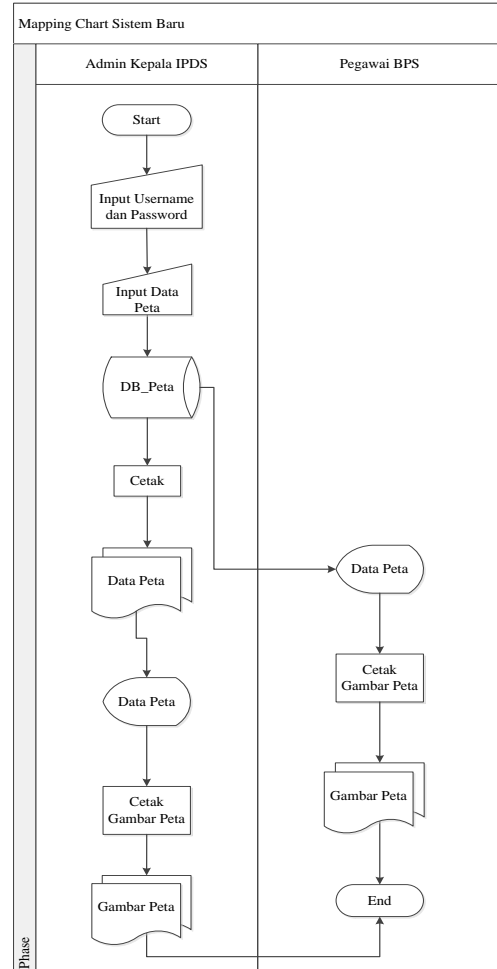 Mapping Chart Sistem Baru
Admin Kepala IPDS
Pegawai BPS
Start
Input Username
dan Password
Input Data
Peta
DB_Peta
Cetak
Data Peta
Data Peta
Cetak
Gambar Peta
Gambar Peta
Data Peta
Cetak
Gambar Peta
Gambar Peta
End
Phase